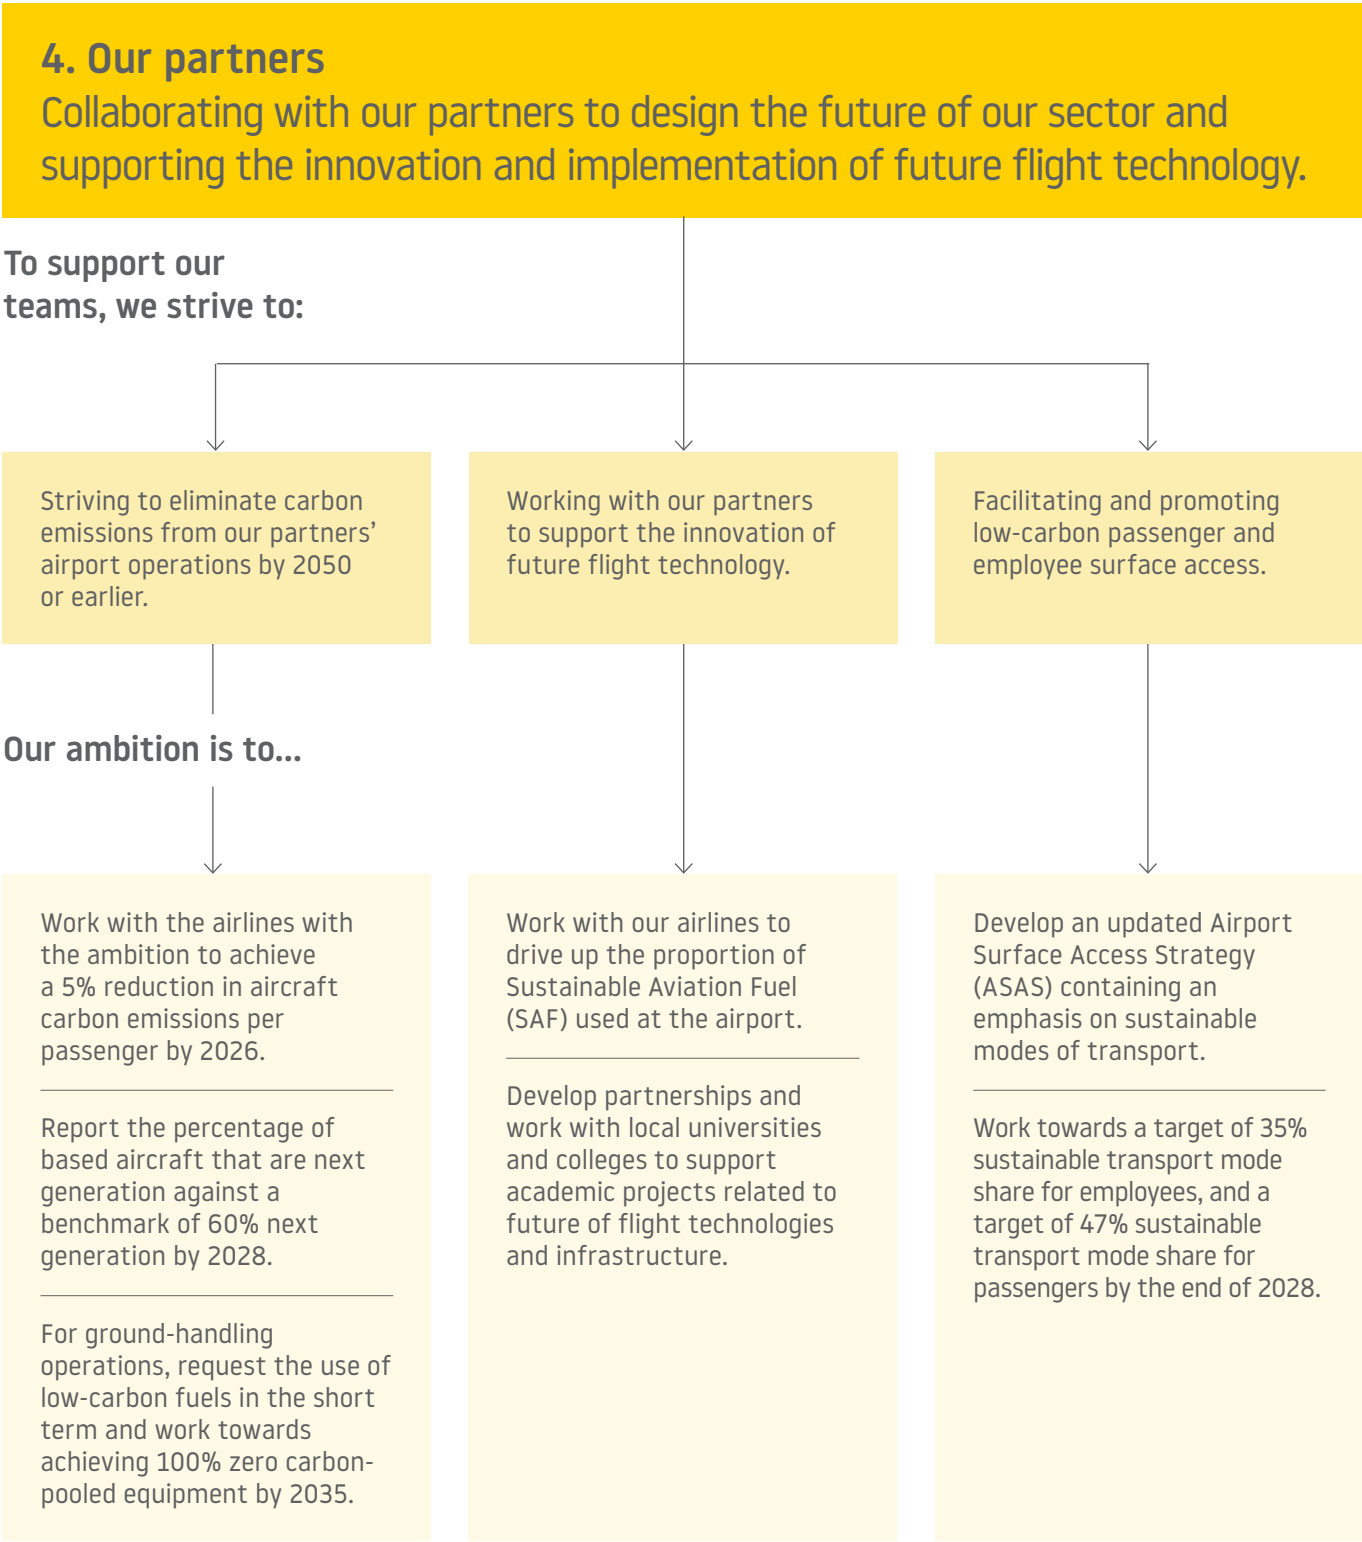 4. Our partners
Collaborating with our partners to design the future of our sector and
supporting the innovation and implementation of future flight technology.
To support our
teams, we strive to:
Striving to eliminate carbon
emissions from our partners’
airport operations by 2050
or earlier.
Working with our partners
to support the innovation of
future flight technology.
Facilitating and promoting
low-carbon passenger and
employee surface access.
Our ambition is to...
Work with the airlines with
the ambition to achieve
a 5% reduction in aircraft
carbon emissions per
passenger by 2026.
Report the percentage of
based aircraft that are next
generation against a
benchmark of 60% next
generation by 2028.
For ground-handling
operations, request the use of
low-carbon fuels in the short
term and work towards
achieving 100% zero carbon-
pooled equipment by 2035.
Work with our airlines to
drive up the proportion of
Sustainable Aviation Fuel
(SAF) used at the airport.
Develop partnerships and
work with local universities
and colleges to support
academic projects related to
future of flight technologies
and infrastructure.
Develop an updated Airport
Surface Access Strategy
(ASAS) containing an
emphasis on sustainable
modes of transport.
Work towards a target of 35%
sustainable transport mode
share for employees, and a
target of 47% sustainable
transport mode share for
passengers by the end of 2028.